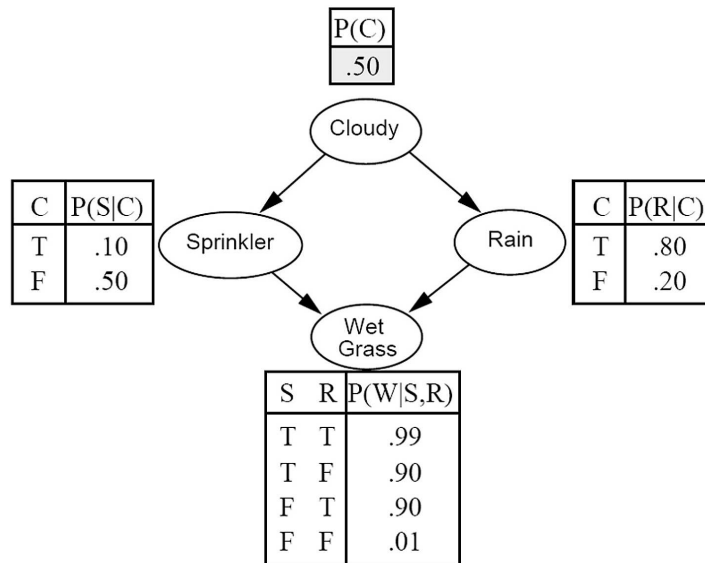 P(C)
.50
Cloudy
C P(S|C)
T .10
F .50
Sprinkler
Rain
C P(R|C)
T .80
F .20
Wet
Grass
S R P(W|S,R)
T T .99
T F .90
F T .90
F F .01